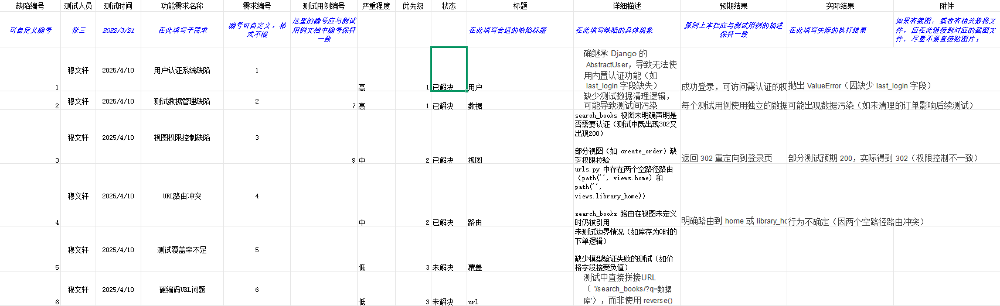 缺陷编号 测试人员 测试时间 功能需求名称 需求编号 测试用例编号 严重程度 优先级 状态 标题 详细描述 预期结果 实际结果 附件
可自定义编号 张三 2022/3/21 在此填写子需求
编号可自定义，格
式不限
这里的编号应与测试
用例文档中编号保持
一致
在此填写合适的缺陷标题 在此填写缺陷的具体现象
原则上本栏应与测试用例的描述
保持一致
在此填写实际的执行结果
如果有截图，或者有相关数据文
件，应在此链接到对应的截图文
件，尽量不要直接贴图片；
1 穆文轩 2025/4/10 用户认证系统缺陷 1 高 1 已解决 用户
确继承 Django 的
AbstractUser，导致无法使
用内置认证功能（如
last_login 字段缺失）
成功登录，可访问需认证的视
抛出 ValueError（因缺少 last_login 字段）
2 穆文轩 2025/4/10 测试数据管理缺陷 2 7 高 1 已解决 数据
缺少测试数据清理逻辑，
可能导致测试间污染
每个测试用例使用独立的数据
可能出现数据污染（如未清理的订单影响后续测试）
3 穆文轩 2025/4/10 视图权限控制缺陷 3 9 中 2 已解决 视图
search_books 视图未明确声明是
否需要认证（测试中既出现302又
出现200）
部分视图（如 create_order）缺
乏权限校验
返回 302 重定向到登录页
部分测试预期 200，实际得到 302（权限控制不一致）
4 穆文轩 2025/4/10 URL路由冲突 4 中 2 已解决 路由
urls.py 中存在两个空路径路由
（path('', views.home) 和
path('',
views.library_home)）
search_books 路由在视图未定义
时仍被引用
明确路由到 home 或 library_ho
行为不确定（因两个空路径路由冲突）
5 穆文轩 2025/4/10 测试覆盖率不足 5 低 3 未解决 覆盖
未测试边界情况（如库存为0时的
下单逻辑）
缺少模型验证失败的测试（如价
格字段接受负值）
6 穆文轩 2025/4/10 硬编码URL问题 6 低 3 未解决 url
测试中直接拼接URL
（ '/search_books/?q=数据
库'），而非使用 reverse()